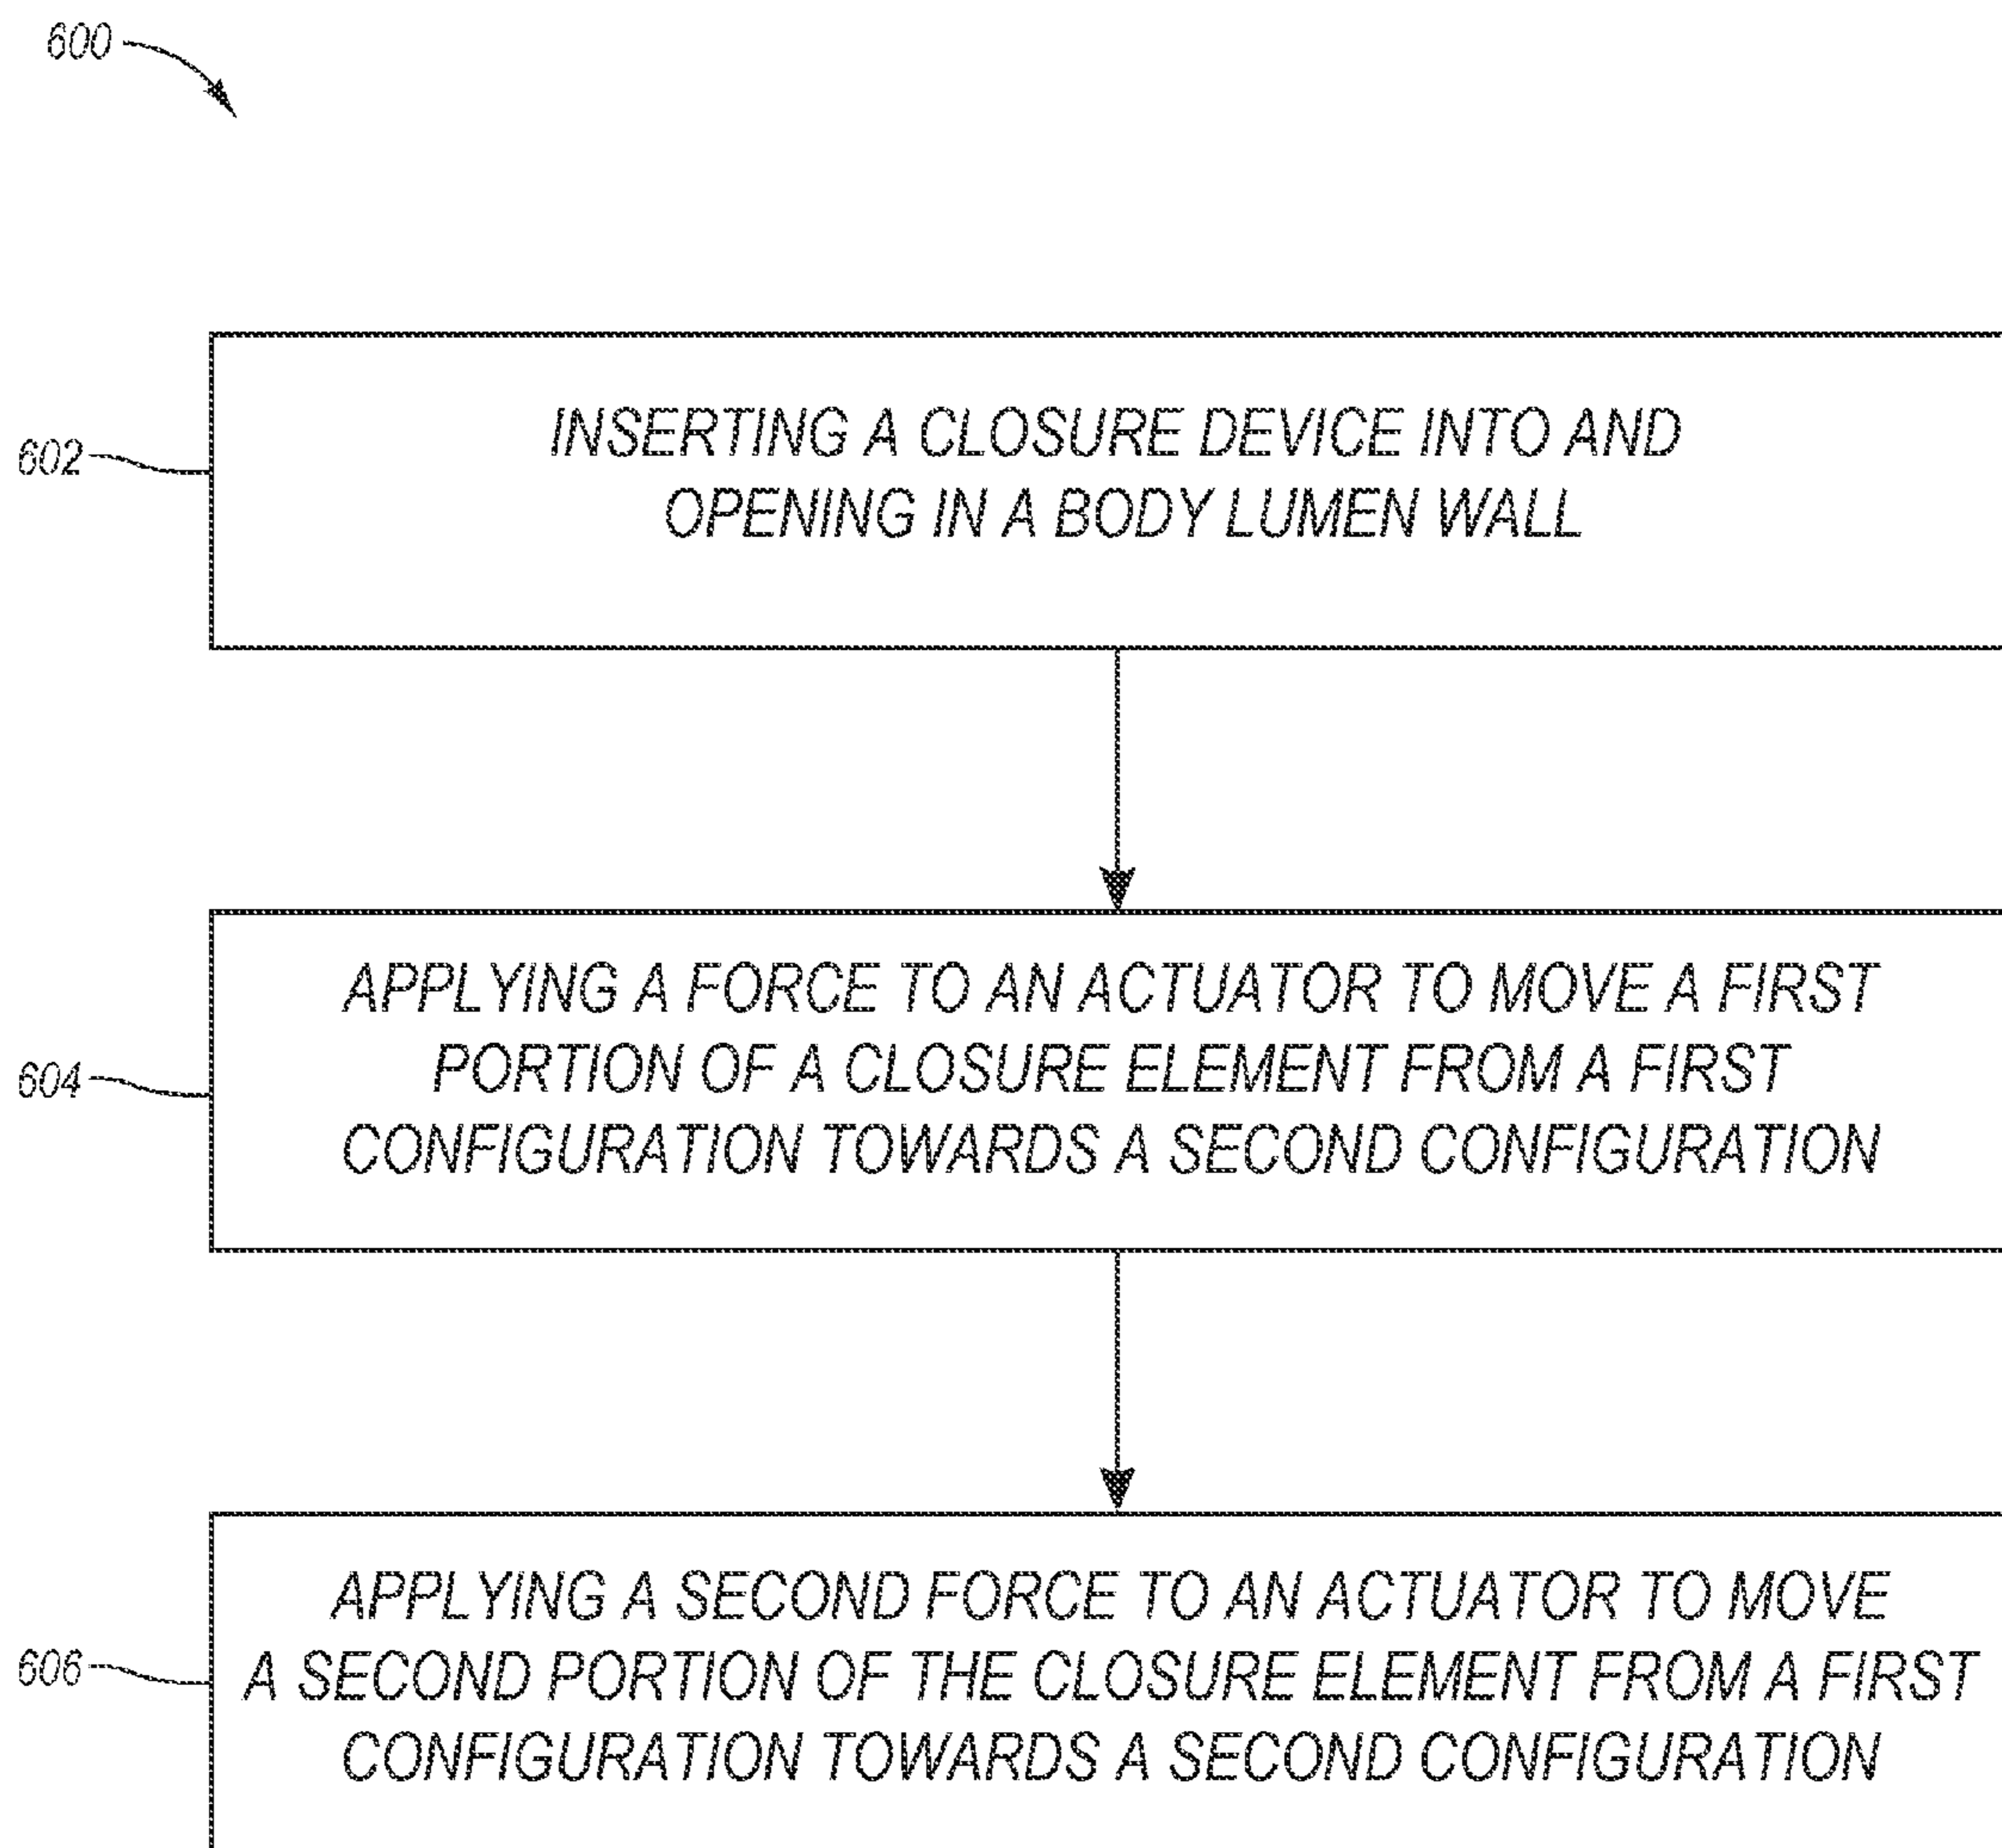 600
602
INSERTING A CLOSURE DEVICE INTO AND
OPENING IN A BODY LUMEN WALL
604
APPLYING A FORCE TO AN ACTUATOR TO MOVE A FIRST
PORTION OF A CLOSURE ELEMENT FROM A FIRST
CONFIGURATION TOWARDS A SECOND CONFIGURATION
606
APPLYING A SECOND FORCE TO AN ACTUATOR TO MOVE
A SECOND PORTION OF THE CLOSURE ELEMENT FROM A FIRST
CONFIGURATION TOWARDS A SECOND CONFIGURATION